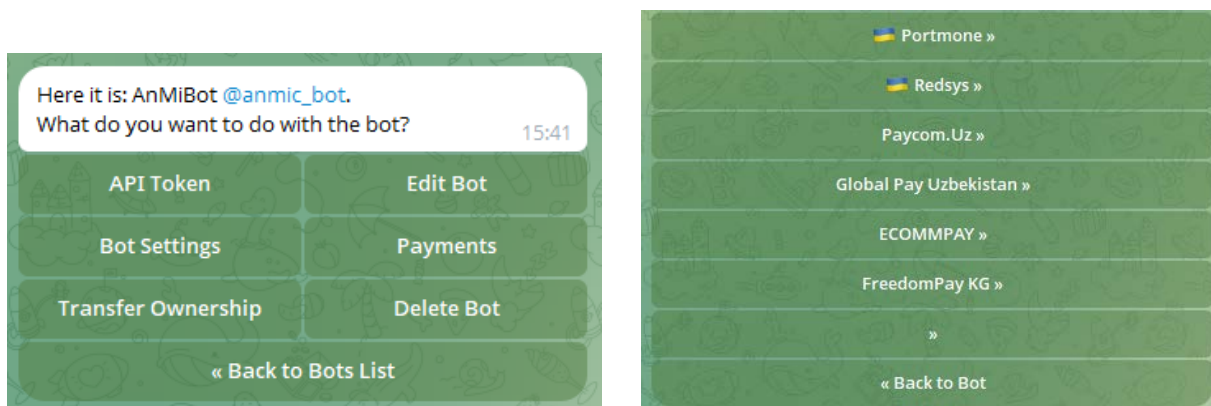 Here it is: AnMiBot @anmic_bot.
What do you want to do with the bot?
15:41
API Token
Edit Bot
Bot Settings
Payments
Transfer Ownership
Delete Bot
« Back to Bots List
Portmone »
Redsys »
Paycom.Uz »
Global Pay Uzbekistan »
ECOMMPAY »
FreedomPay KG »
»
« Back to Bot